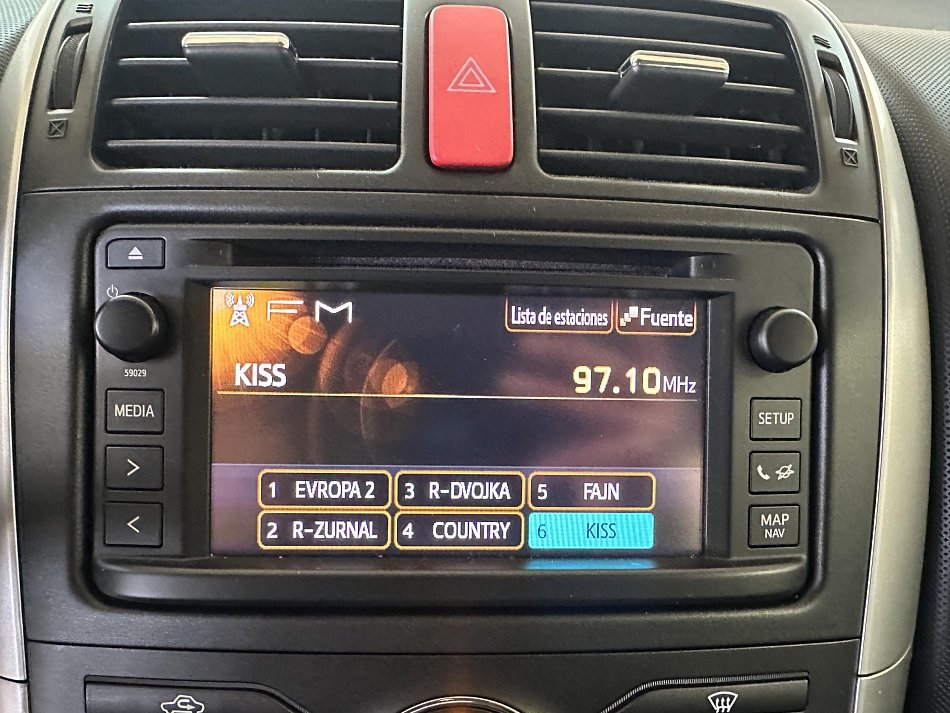 FM
Lista de estaciones
Fuente
KISS
97.10MHz
59029
MEDIA
SETUP
>
<
MAP
NAV
1 EVROPA 2
3 R-DVOJKA
5 FAJN
2 R-ZURNAL
4 COUNTRY
6 KISS